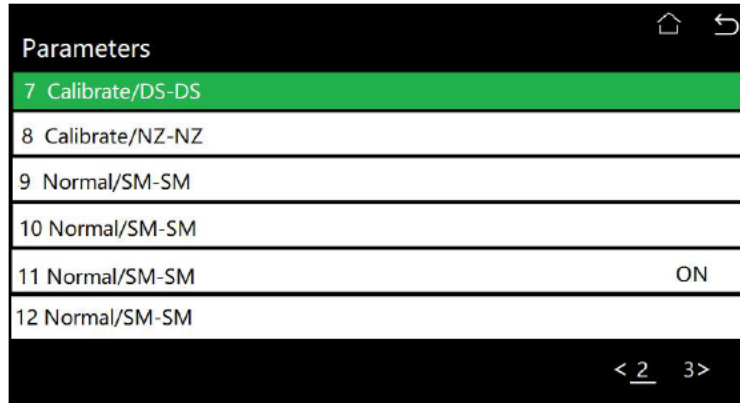 Parameters
7 Calibrate/DS-DS
8 Calibrate/NZ-NZ
9 Normal/SM-SM
10 Normal/SM-SM
11 Normal/SM-SM ON
12 Normal/SM-SM
< 2 3>